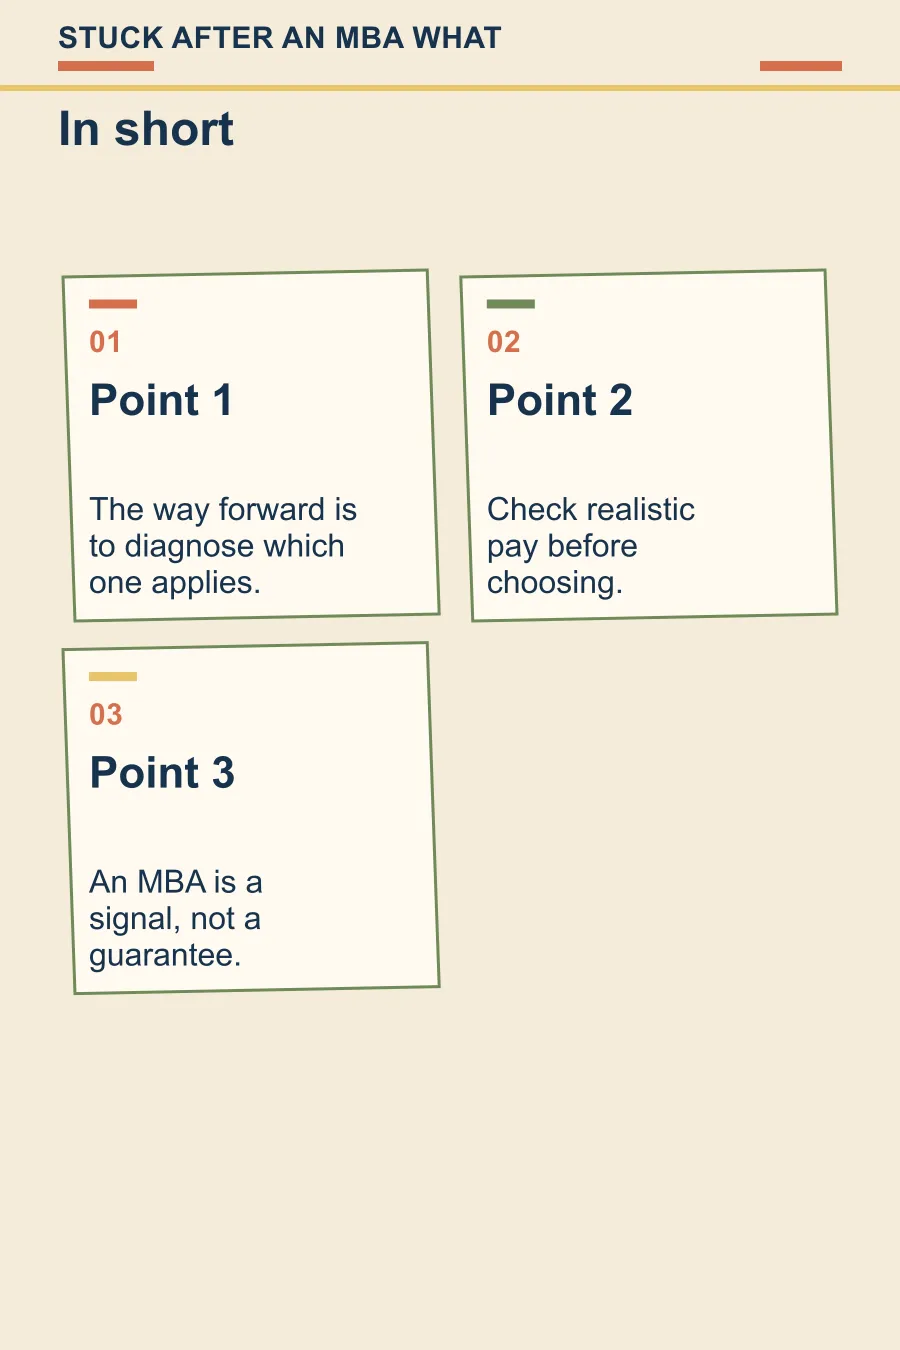 STUCK AFTER AN MBA WHAT
In short
01
Point 1
The way forward is
to diagnose which
one applies.
02
Point 2
Check realistic
pay before
choosing.
03
Point 3
An MBA is a
signal, not a
guarantee.